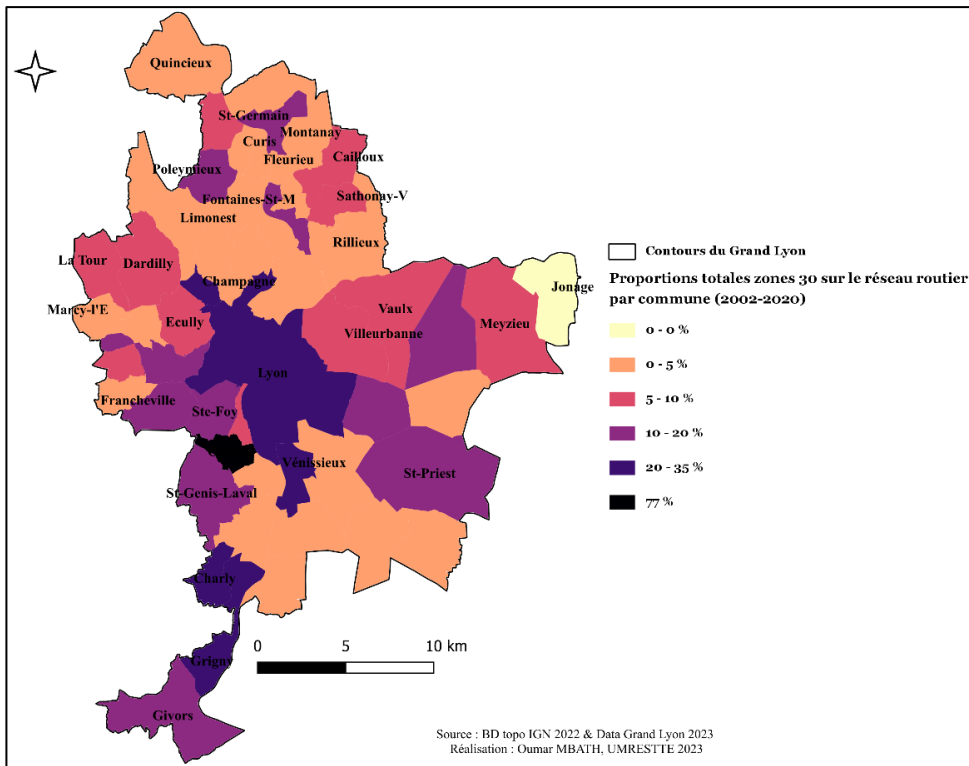 Quincieux
St-Germain
Montanay
Curis
Fleurieu
Cailloux
Poleymieux
Sathonay-V
Fontaines-St-M
Limonest
Rillieux
La Tour
Dardilly
Champagne
Jonage
Marcy-l'E
Ecully
Vaulx
Meyzieu
Villeurbanne
Lyon
Francheville
Ste-Foy
Vénissieux
St-Priest
St-Genis-Laval
Charly
Grigny
Givors
Contours du Grand Lyon
Proportions totales zones 30 sur le réseau routier
par commune (2002-2020)
0 - 0 %
0 - 5 %
5 - 10 %
10 - 20 %
20 - 35 %
77 %
0 5 10 km
Source : BD topo IGN 2022 & Data Grand Lyon 2023
Réalisation : Oumar MBATH, UMRESTTE 2023